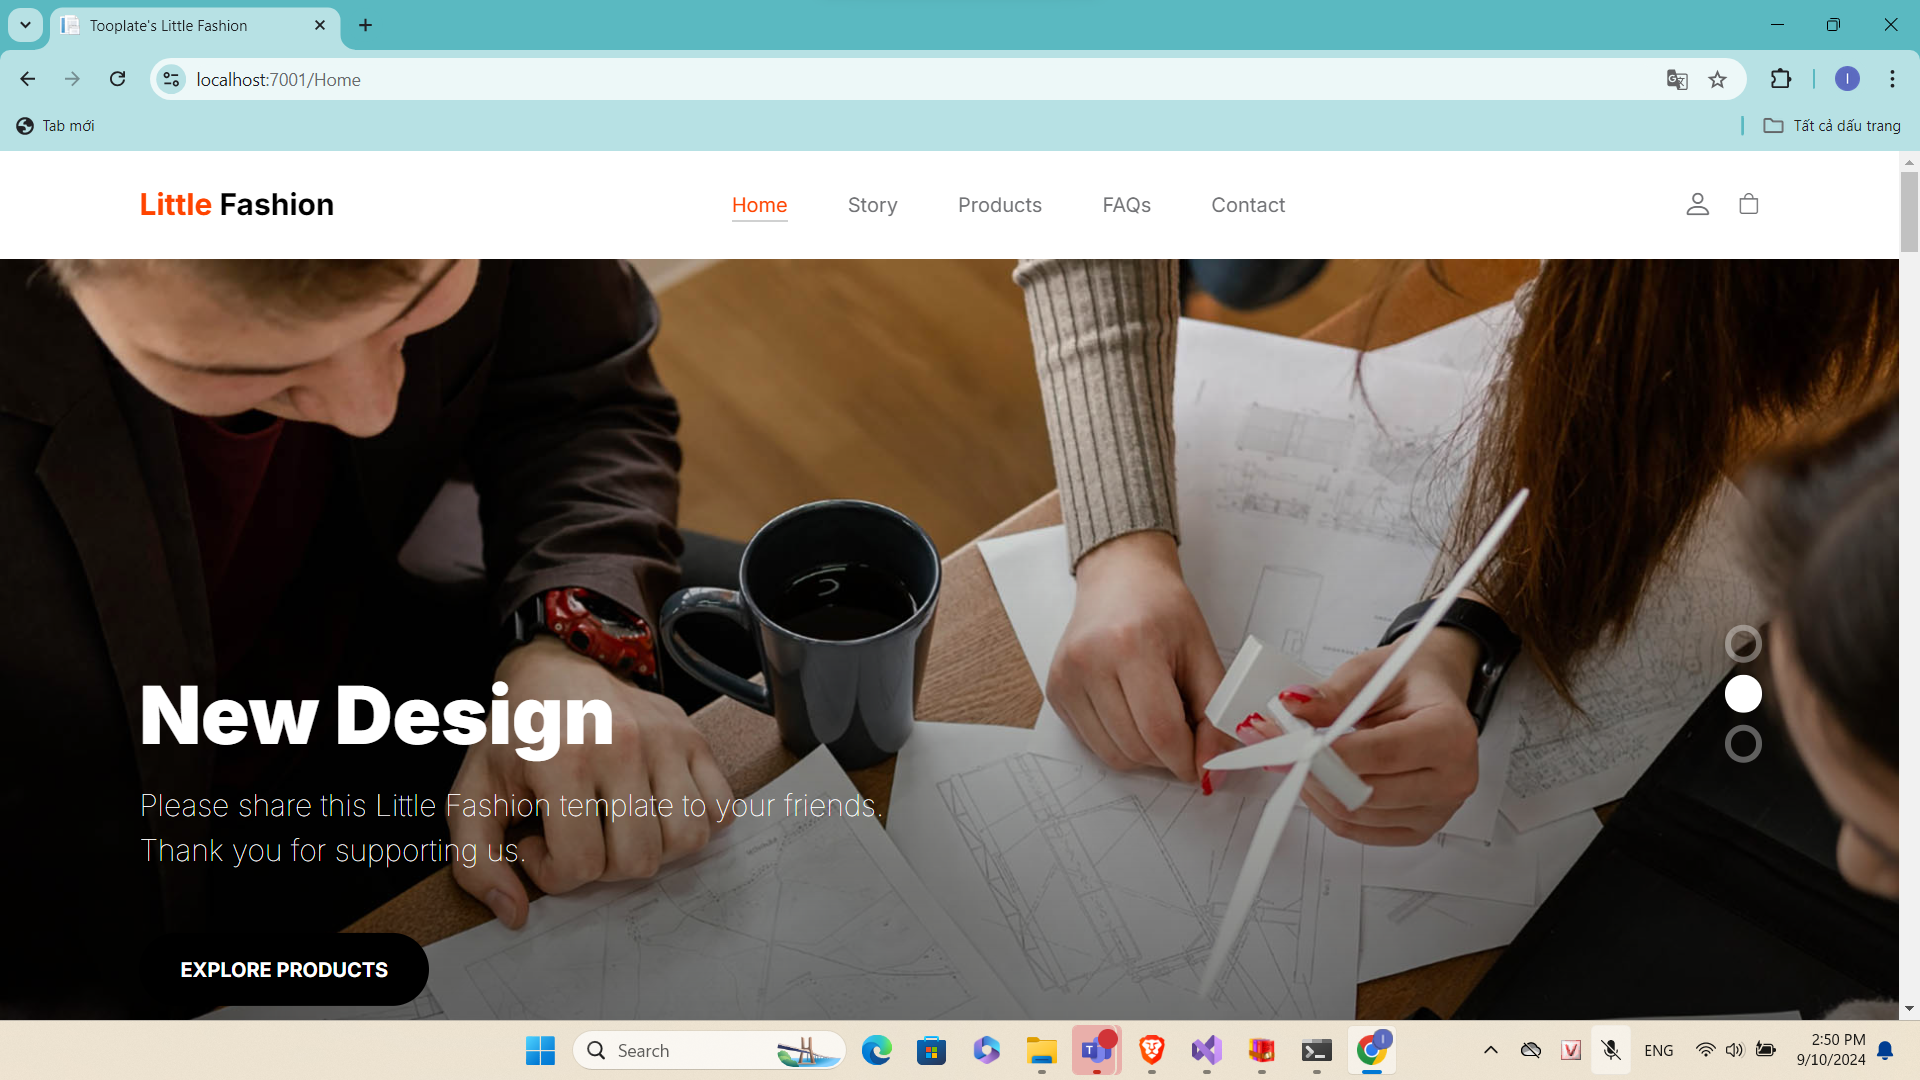 Tooplate's Little Fashion
localhost:7001/Home
I
Tab mới
Tất cả dấu trang
Little Fashion
Home
Story
Products
FAQs
Contact
New Design
Please share this Little Fashion template to your friends.
Thank you for supporting us.
EXPLORE PRODUCTS
Search
ENG
2:50 PM
9/10/2024